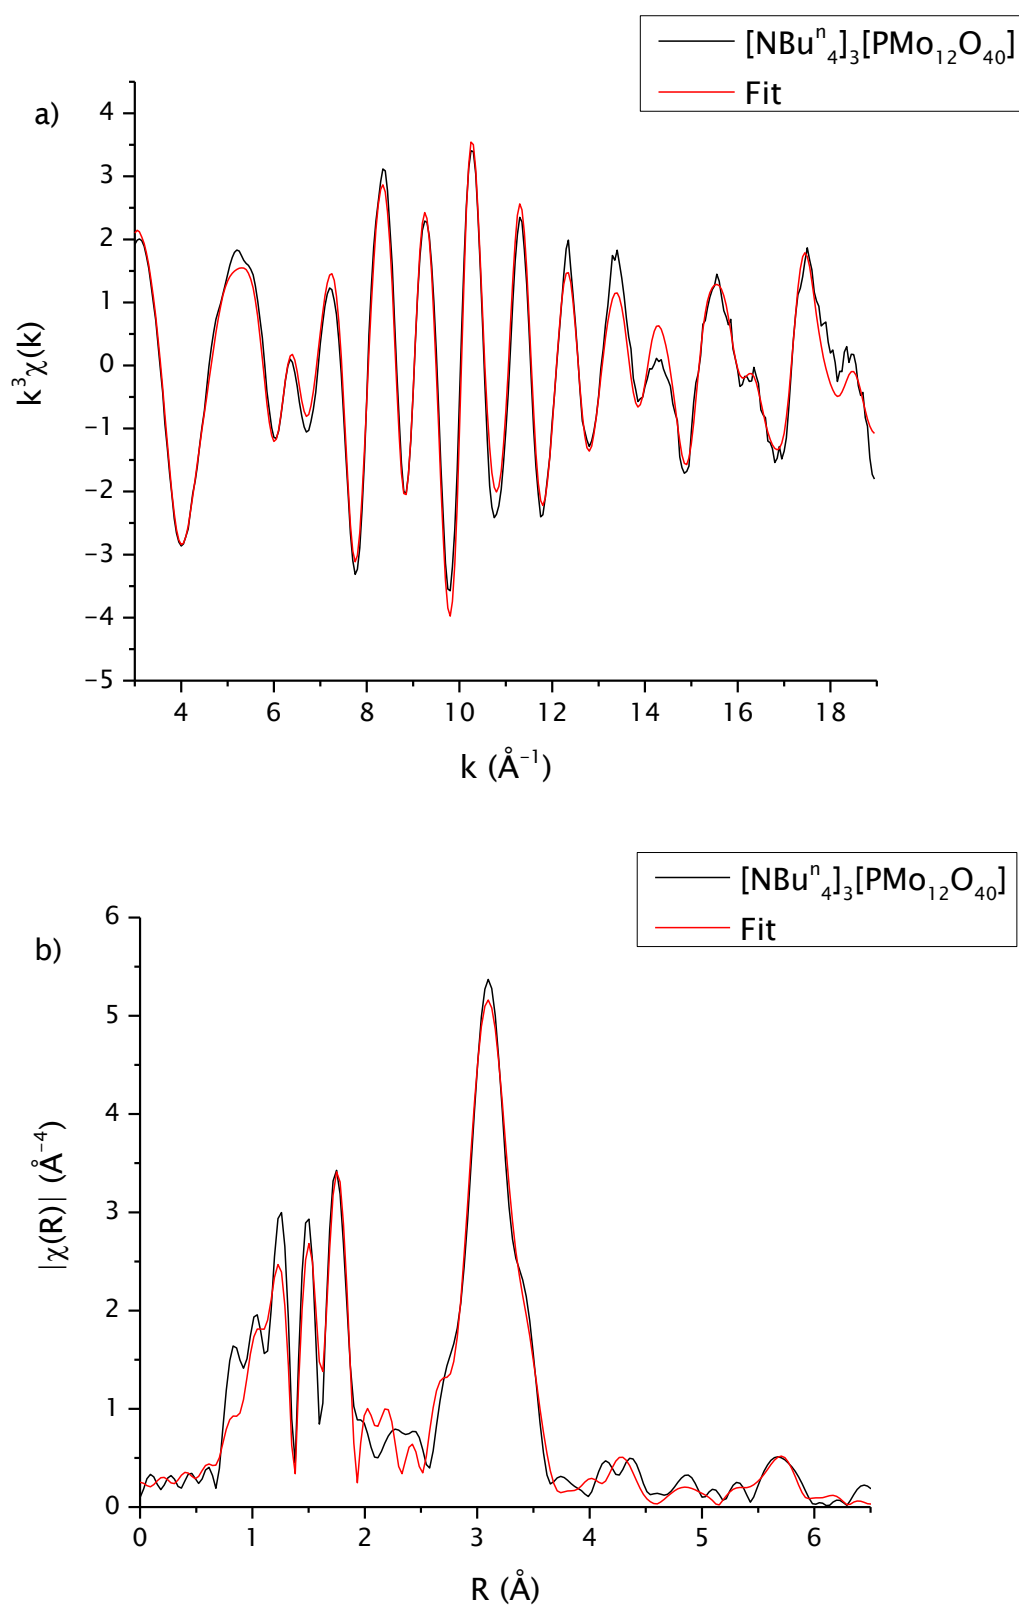 [NBuⁿ₄]₃[PMo₁₂O₄₀]
Fit
a)
4
3
2
1
0
−1
−2
−3
−4
−5
k³χ(k)
4 6 8 10 12 14 16 18
k (Å⁻¹)
[NBuⁿ₄]₃[PMo₁₂O₄₀]
Fit
b)
6
5
4
3
2
1
0
|χ(R)| (Å⁻⁴)
0 1 2 3 4 5 6
R (Å)